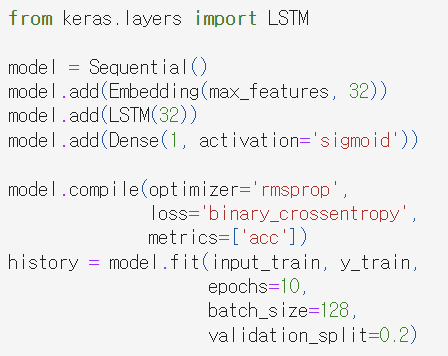 from keras.layers import LSTM

model = Sequential()
model.add(Embedding(max_features, 32))
model.add(LSTM(32))
model.add(Dense(1, activation='sigmoid'))

model.compile(optimizer='rmsprop',
              loss='binary_crossentropy',
              metrics=['acc'])
history = model.fit(input_train, y_train,
                    epochs=10,
                    batch_size=128,
                    validation_split=0.2)